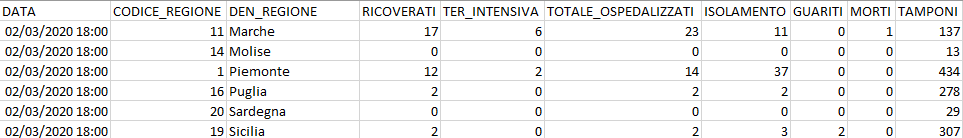 DATA CODICE_REGIONE DEN_REGIONE RICOVERATI TER_INTENSIVA TOTALE_OSPEDALIZZATI ISOLAMENTO GUARITI MORTI TAMPONI
02/03/2020 18:00 11 Marche 17 6 23 11 0 1 137
02/03/2020 18:00 14 Molise 0 0 0 0 0 0 13
02/03/2020 18:00 1 Piemonte 12 2 14 37 0 0 434
02/03/2020 18:00 16 Puglia 2 0 2 2 0 0 278
02/03/2020 18:00 20 Sardegna 0 0 0 0 0 0 29
02/03/2020 18:00 19 Sicilia 2 0 2 3 2 0 307